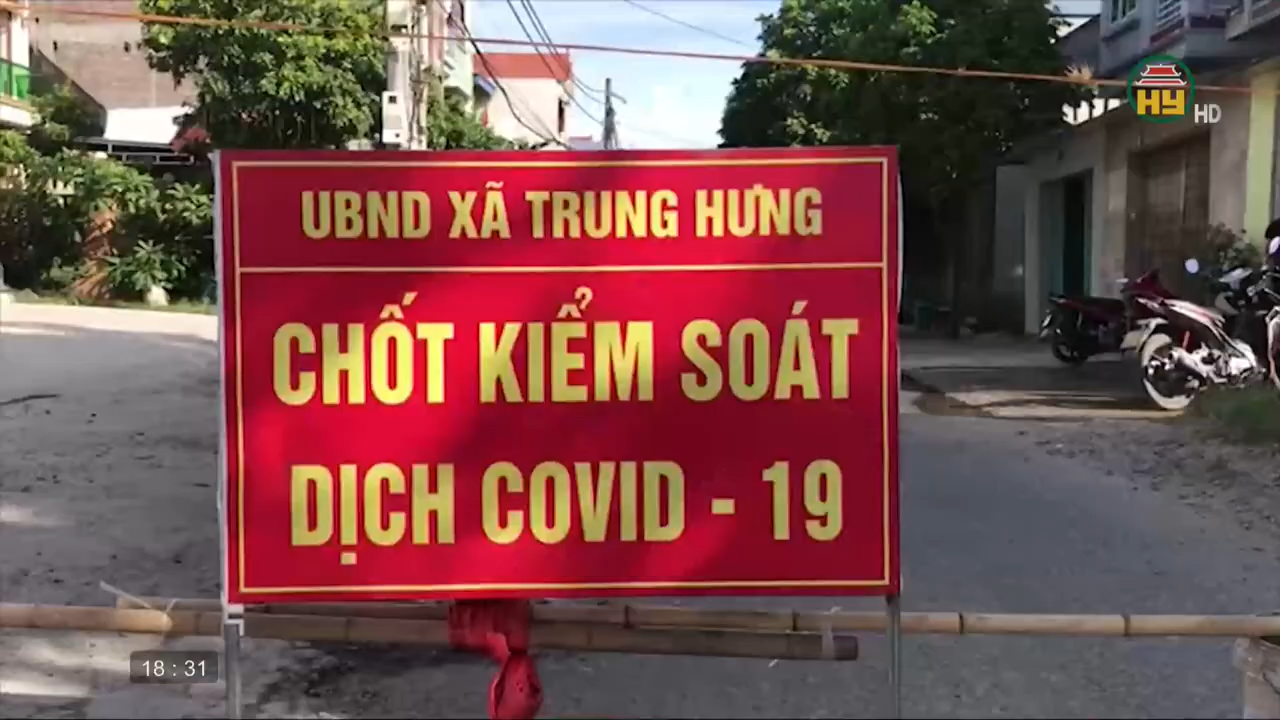 HY HD
UBND XÃ TRUNG HƯNG
CHỐT KIỂM SOÁT
DỊCH COVID - 19
18 : 31